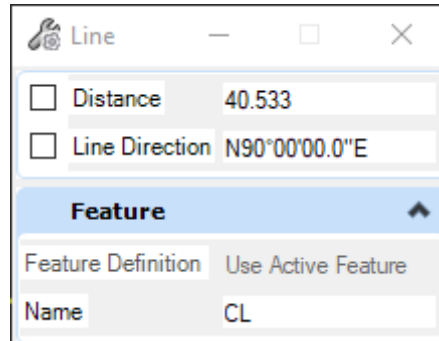 Line
Distance 40.533
Line Direction N90°00'00.0"E
Feature
Feature Definition Use Active Feature
Name CL